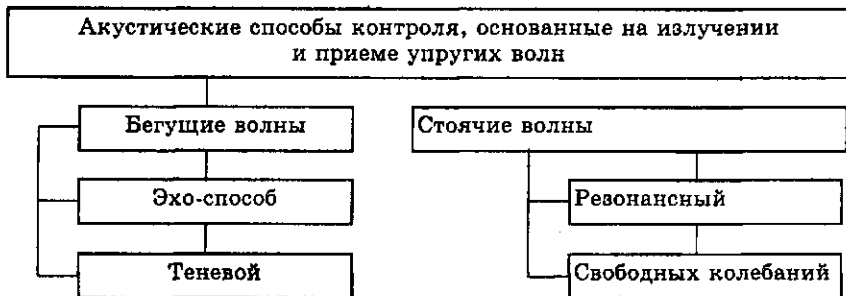 Акустические способы контроля, основанные на излучении
и приеме упругих волн
Бегущие волны
Эхо-способ
Теневой
Стоячие волны
Резонансный
Свободных колебаний